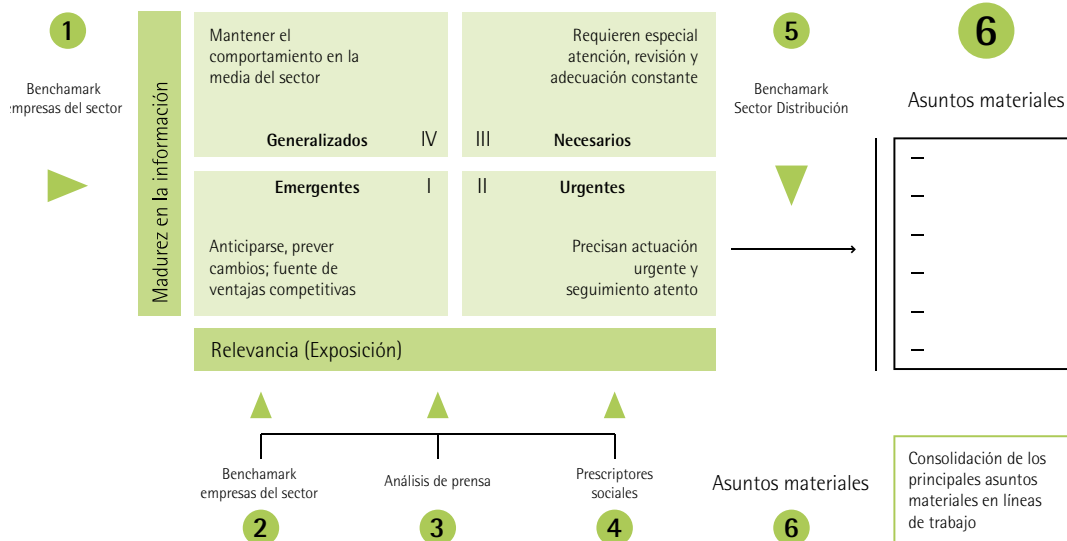 1
Benchamark
empresas del sector
Madurez en la información
Mantener el
comportamiento en la
media del sector
Generalizados IV
Requieren especial
atención, revisión y
adecuación constante
III Necesarios
Emergentes I
Anticiparse, prever
cambios; fuente de
ventajas competitivas
II Urgentes
Precisan actuación
urgente y
seguimiento atento
Relevancia (Exposición)
5
Benchamark
Sector Distribución
6
Asuntos materiales
–
–
–
–
–
–
Benchamark
empresas del sector
2
Análisis de prensa
3
Prescriptores
sociales
4
Asuntos materiales
6
Consolidación de los
principales asuntos
materiales en líneas
de trabajo